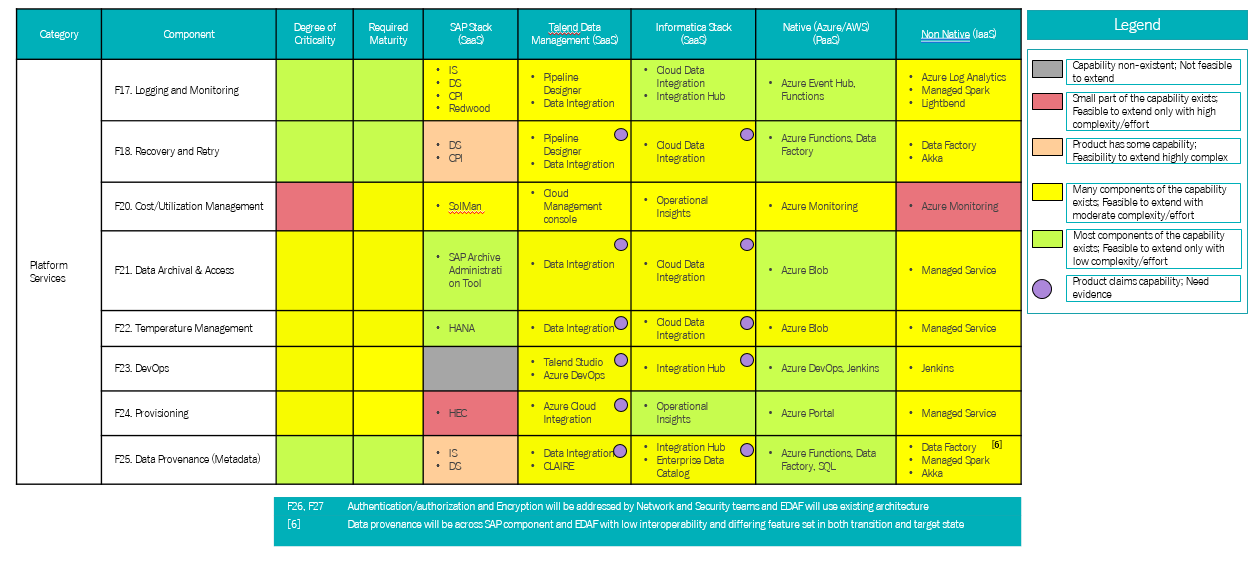 Category
Component
Degree of
Criticality
Required
Maturity
SAP Stack
(SaaS)
Talend Data
Management (SaaS)
Informatica Stack
(SaaS)
Native (Azure/AWS)
(PaaS)
Non Native (IaaS)
Platform
Services
F17. Logging and Monitoring
• IS
• DS
• CPI
• Redwood
• Pipeline
Designer
• Data Integration
• Cloud Data
Integration
• Integration Hub
• Azure Event Hub,
Functions
• Azure Log Analytics
• Managed Spark
• Lightbend
F18. Recovery and Retry
• DS
• CPI
• Pipeline
Designer
• Data Integration
• Cloud Data
Integration
• Azure Functions, Data
Factory
• Data Factory
• Akka
F20. Cost/Utilization Management
• SolMan
• Cloud
Management
console
• Operational
Insights
• Azure Monitoring
• Azure Monitoring
F21. Data Archival & Access
• SAP Archive
Administrati
on Tool
• Data Integration
• Cloud Data
Integration
• Azure Blob
• Managed Service
F22. Temperature Management
• HANA
• Data Integration
• Cloud Data
Integration
• Azure Blob
• Managed Service
F23. DevOps
• Talend Studio
• Azure DevOps
• Integration Hub
• Azure DevOps, Jenkins
• Jenkins
F24. Provisioning
• HEC
• Azure Cloud
Integration
• Operational
Insights
• Azure Portal
• Managed Service
F25. Data Provenance (Metadata)
• IS
• DS
• Data Integration
• CLAIRE
• Integration Hub
• Enterprise Data
Catalog
• Azure Functions, Data
Factory, SQL
• Data Factory [6]
• Managed Spark
• Akka
F26, F27 Authentication/authorization and Encryption will be addressed by Network and Security teams and EDAF will use existing architecture
[6] Data provenance will be across SAP component and EDAF with low interoperability and differing feature set in both transition and target state
Legend
Capability non-existent; Not feasible
to extend
Small part of the capability exists;
Feasible to extend only with high
complexity/effort
Product has some capability;
Feasibility to extend highly complex
Many components of the capability
exists; Feasible to extend with
moderate complexity/effort
Most components of the capability
exists; Feasible to extend only with
low complexity/effort
Product claims capability; Need
evidence